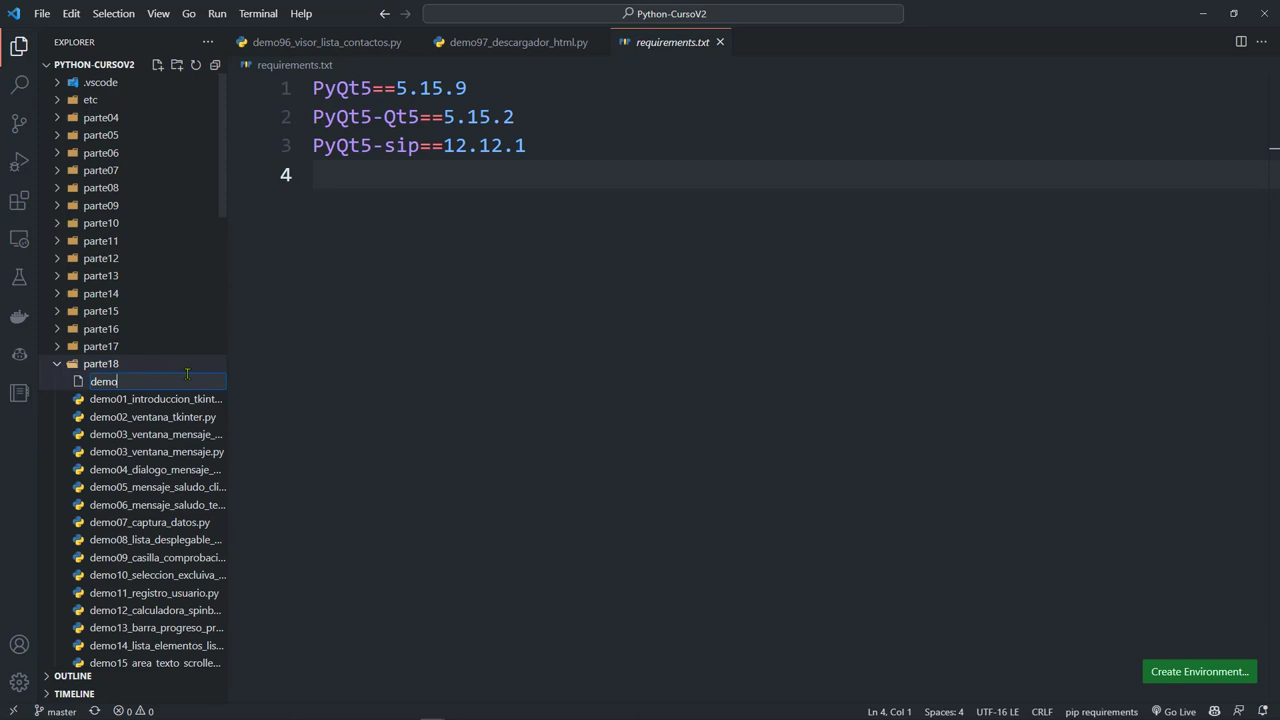 File Edit Selection View Go Run Terminal Help
Python-CursoV2
EXPLORER
demo96_visor_lista_contactos.py
demo97_descargador_html.py
requirements.txt
PYTHON-CURSOV2
requirements.txt
.vscode
etc
parte04
parte05
parte06
parte07
parte08
parte09
parte10
parte11
parte12
parte13
parte14
parte15
parte16
parte17
parte18
demo
demo01_introduccion_tkint...
demo02_ventana_tkinter.py
demo03_ventana_mensaje_...
demo03_ventana_mensaje.py
demo04_dialogo_mensaje_...
demo05_mensaje_saludo_cli...
demo06_mensaje_saludo_te...
demo07_captura_datos.py
demo08_lista_desplegable_...
demo09_casilla_comprobaci...
demo10_seleccion_excluiva_...
demo11_registro_usuario.py
demo12_calculadora_spinb...
demo13_barra_progreso_pr...
demo14_lista_elementos_lis...
demo15_area_texto_scrolle...
OUTLINE
TIMELINE
1 PyQt5==5.15.9
2 PyQt5-Qt5==5.15.2
3 PyQt5-sip==12.12.1
4
Create Environment...
master
0 0
Ln 4, Col 1
Spaces: 4
UTF-16 LE
CRLF
pip requirements
Go Live